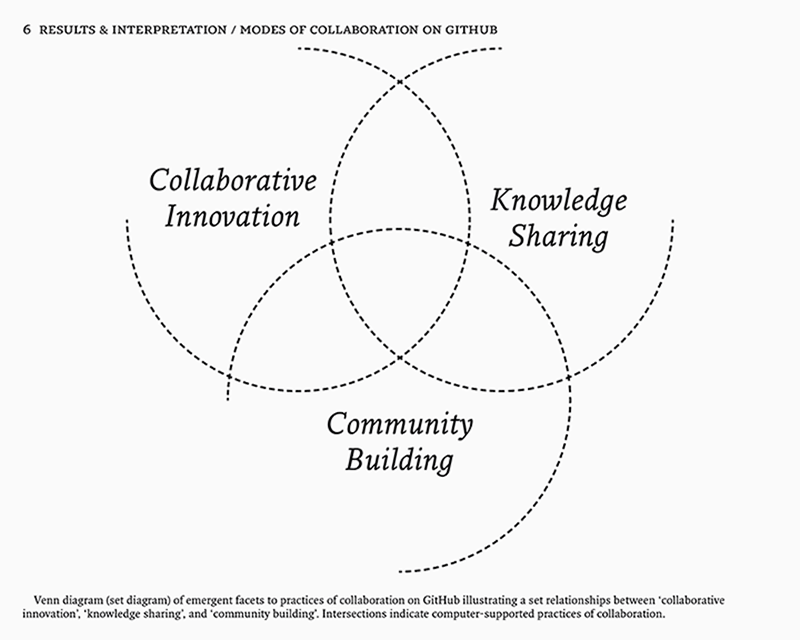 6 RESULTS & INTERPRETATION / MODES OF COLLABORATION ON GITHUB
Collaborative
Innovation
Knowledge
Sharing
Community
Building
Venn diagram (set diagram) of emergent facets to practices of collaboration on GitHub illustrating a set relationships between ‘collaborative
innovation’, ‘knowledge sharing’, and ‘community building’. Intersections indicate computer-supported practices of collaboration.